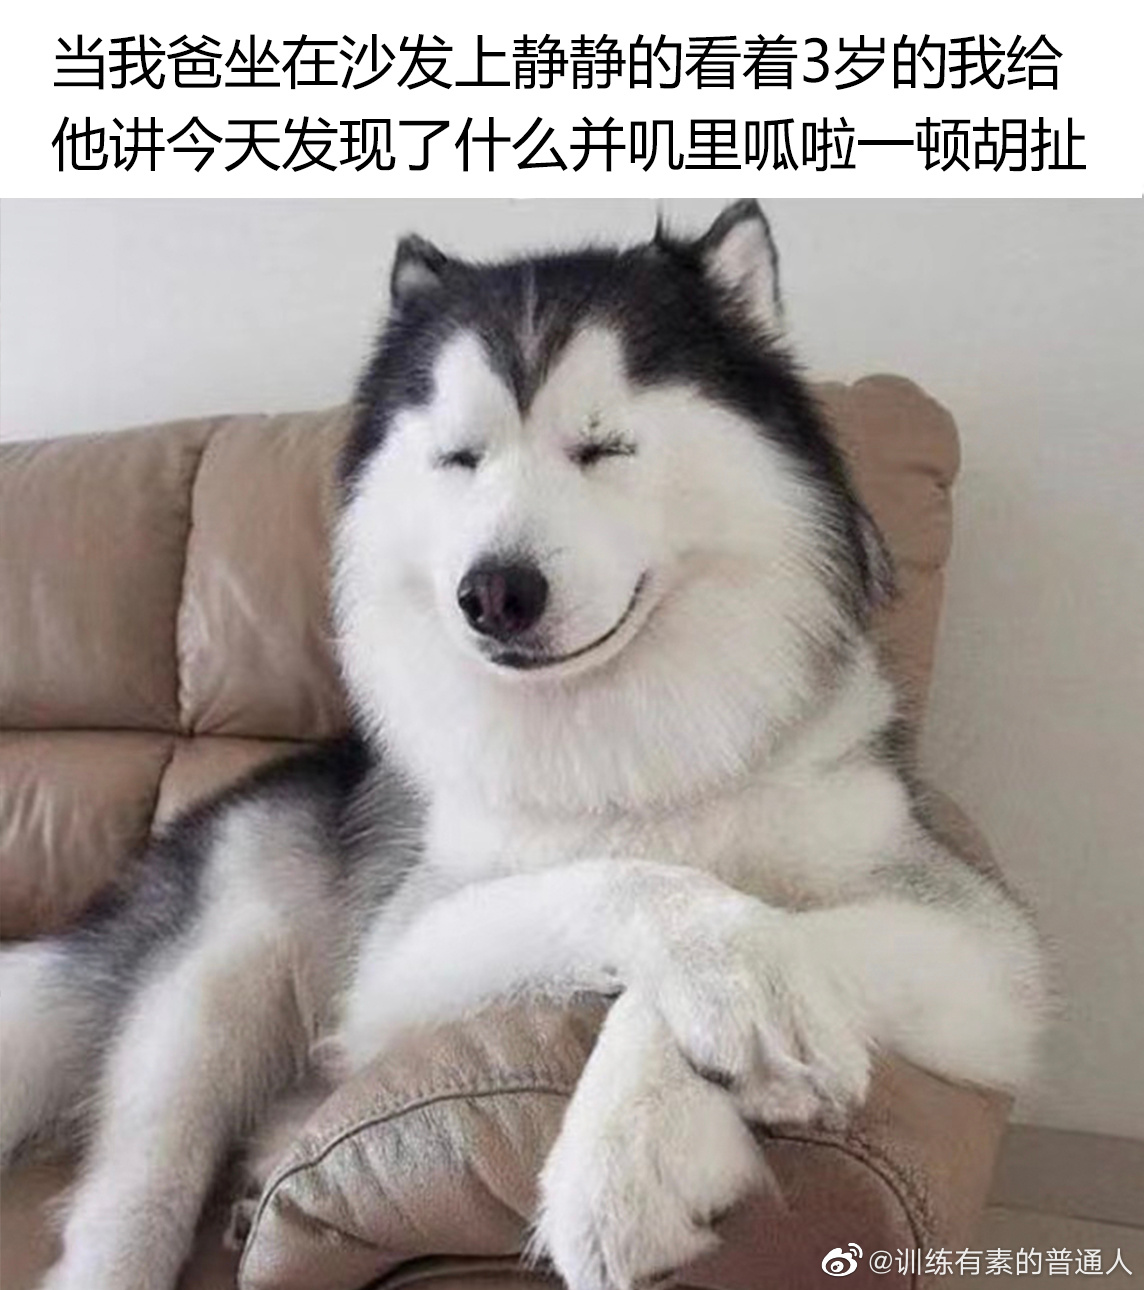 当我爸坐在沙发上静静的看着3岁的我给
他讲今天发现了什么并叽里呱啦一顿胡扯
@训练有素的普通人